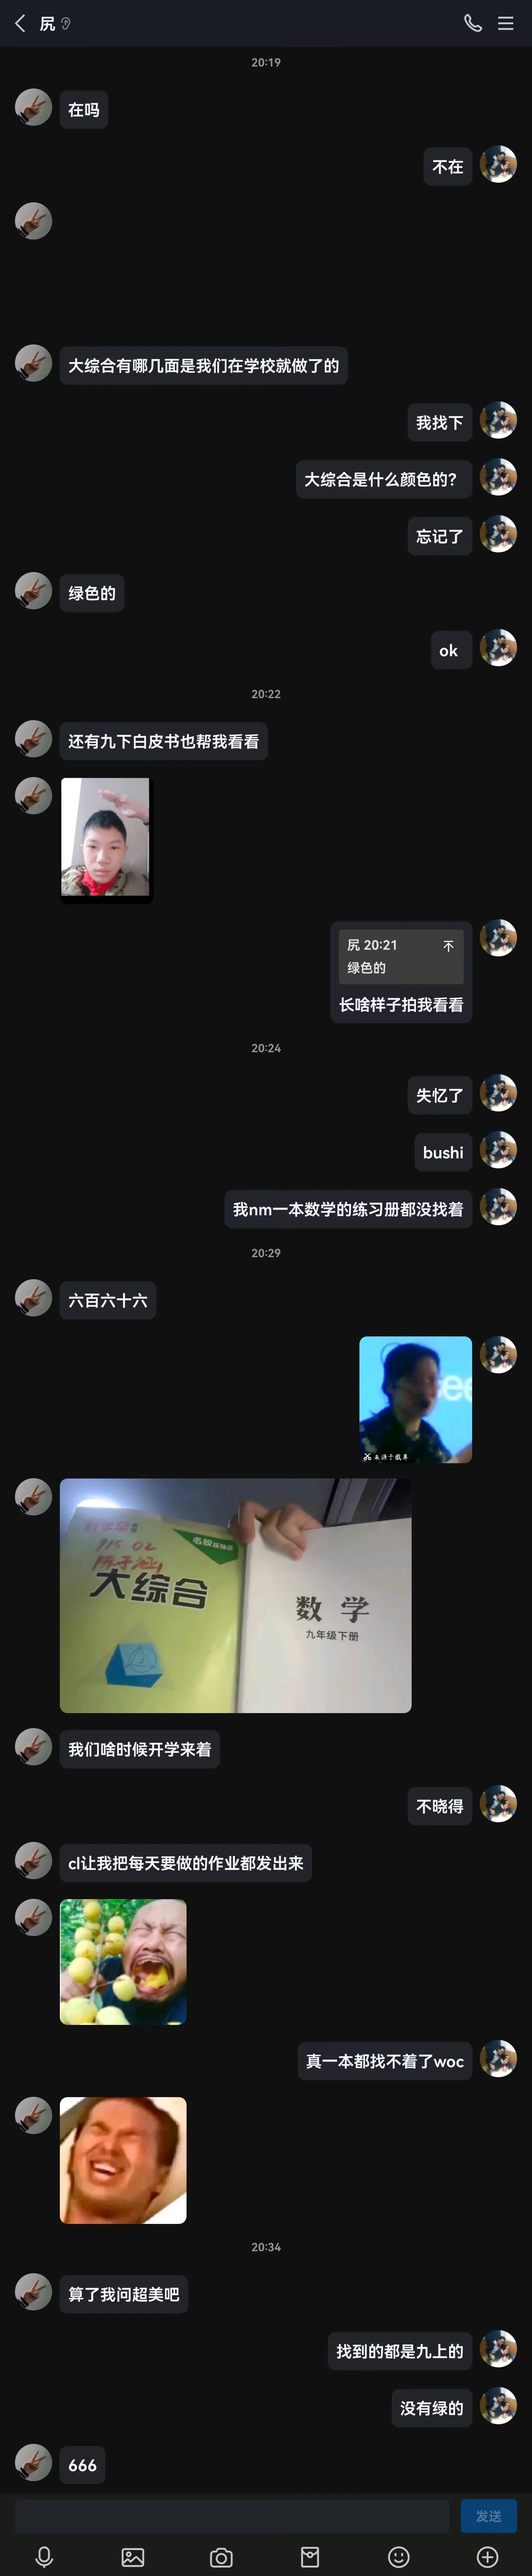 尻
20:19
在吗
不在
大综合有哪几面是我们在学校就做了的
我找下
大综合是什么颜色的?
忘记了
绿色的
ok
20:22
还有九下白皮书也帮我看看
尻 20:21
绿色的
长啥样子拍我看看
20:24
失忆了
bushi
我nm一本数学的练习册都没找着
20:29
六百六十六
ee
915 02
名校压轴题
大综合
数 学
九年级下册
我们啥时候开学来着
不晓得
cl让我把每天要做的作业都发出来
真一本都找不着了woc
20:34
算了我问超美吧
找到的都是九上的
没有绿的
666
发送